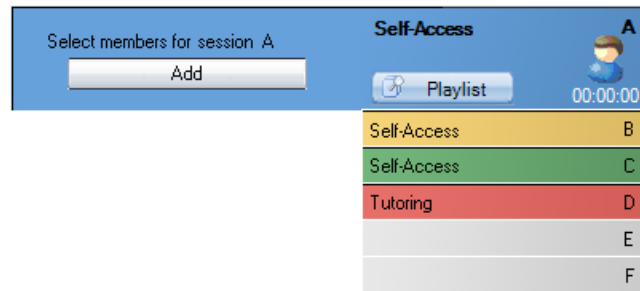 Select members for session A
Add
Self-Access A
Playlist
00:00:00
Self-Access B
Self-Access C
Tutoring D
E
F